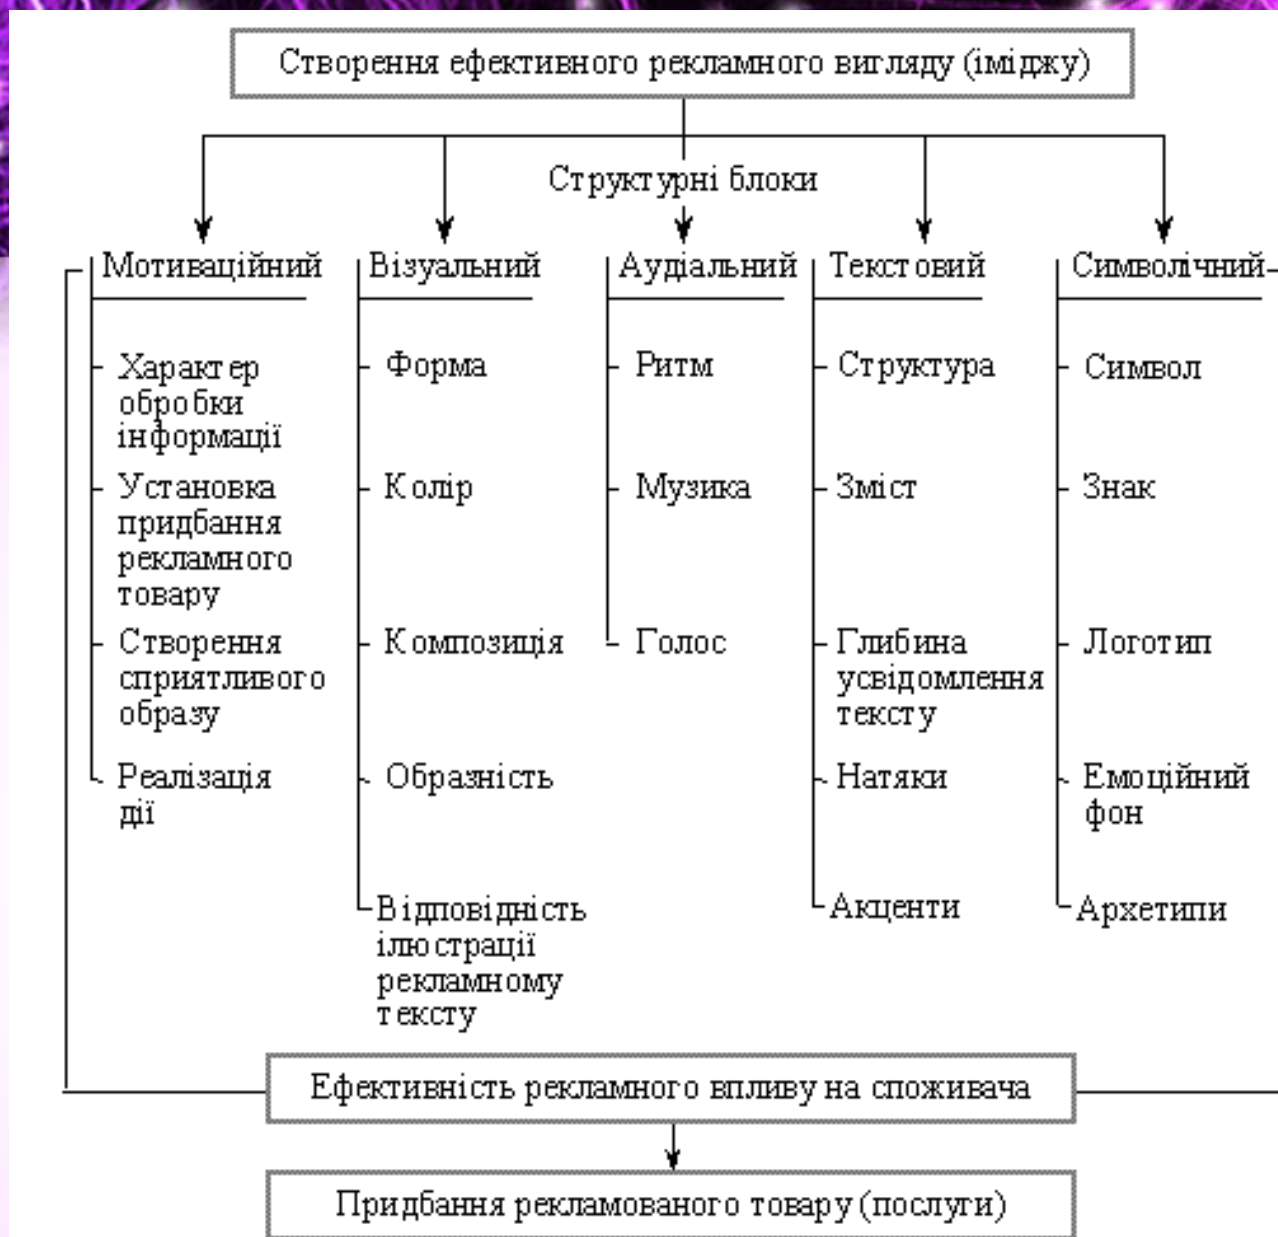 Створення ефективного рекламного вигляду (іміджу)
Структурні блоки
Мотиваційний
Характер
обробки
інформації
Установка
придбання
рекламного
товару
Створення
сприятливого
образу
Реалізація
дії
Візуальний
Форма
Колір
Композиція
Образність
Відповідність
ілюстрації
рекламному
тексту
Аудіальний
Ритм
Музика
Голос
Текстовий
Структура
Зміст
Глибина
усвідомлення
тексту
Натяки
Акценти
Символічний
Символ
Знак
Логотип
Емоційний
фон
Архетипи
Ефективність рекламного впливу на споживача
Придбання рекламованого товару (послуги)